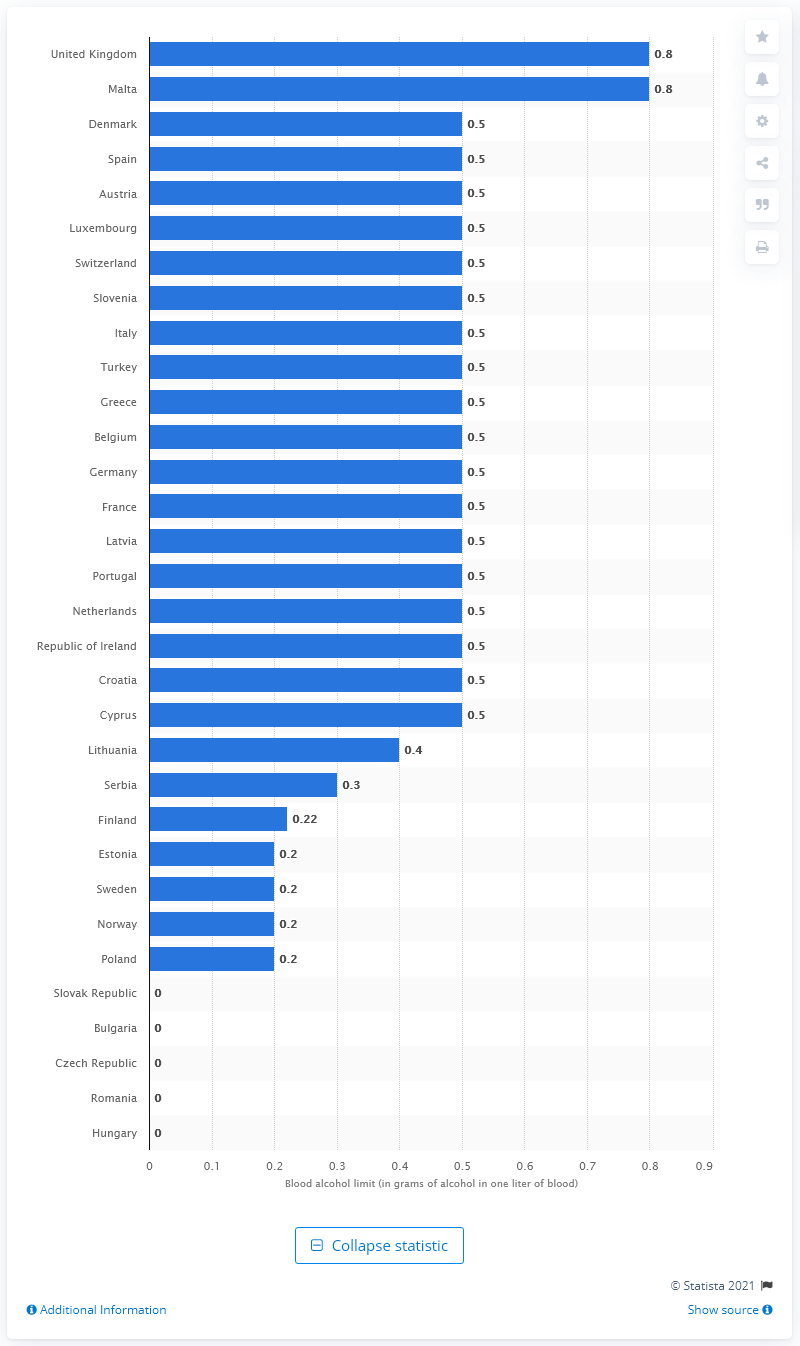 United Kingdom 0.8
Malta 0.8
Denmark 0.5
Spain 0.5
Austria 0.5
Luxembourg 0.5
Switzerland 0.5
Slovenia 0.5
Italy 0.5
Turkey 0.5
Greece 0.5
Belgium 0.5
Germany 0.5
France 0.5
Latvia 0.5
Portugal 0.5
Netherlands 0.5
Republic of Ireland 0.5
Croatia 0.5
Cyprus 0.5
Lithuania 0.4
Serbia 0.3
Finland 0.22
Estonia 0.2
Sweden 0.2
Norway 0.2
Poland 0.2
Slovak Republic 0
Bulgaria 0
Czech Republic 0
Romania 0
Hungary 0
0 0.1 0.2 0.3 0.4 0.5 0.6 0.7 0.8 0.9
Blood alcohol limit (in grams of alcohol in one liter of blood)
Collapse statistic
© Statista 2021
Additional Information Show source